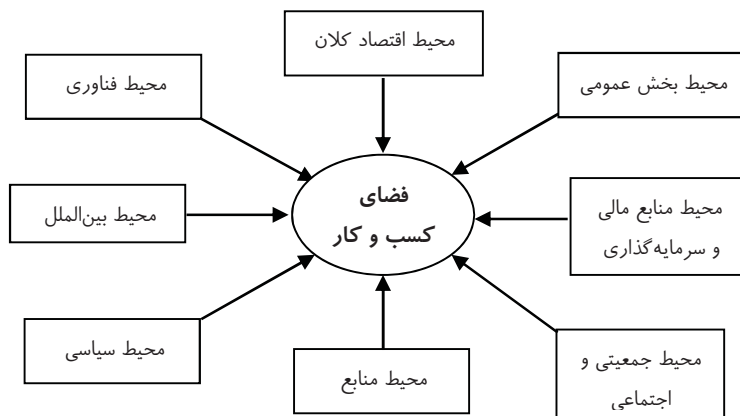 محیط اقتصاد کلان
محیط بخش عمومی
محیط فناوری
فضای
کسب و کار
محیط منابع مالی
و سرمایه‌گذاری
محیط بین‌الملل
محیط جمعیتی و
اجتماعی
محیط منابع
محیط سیاسی